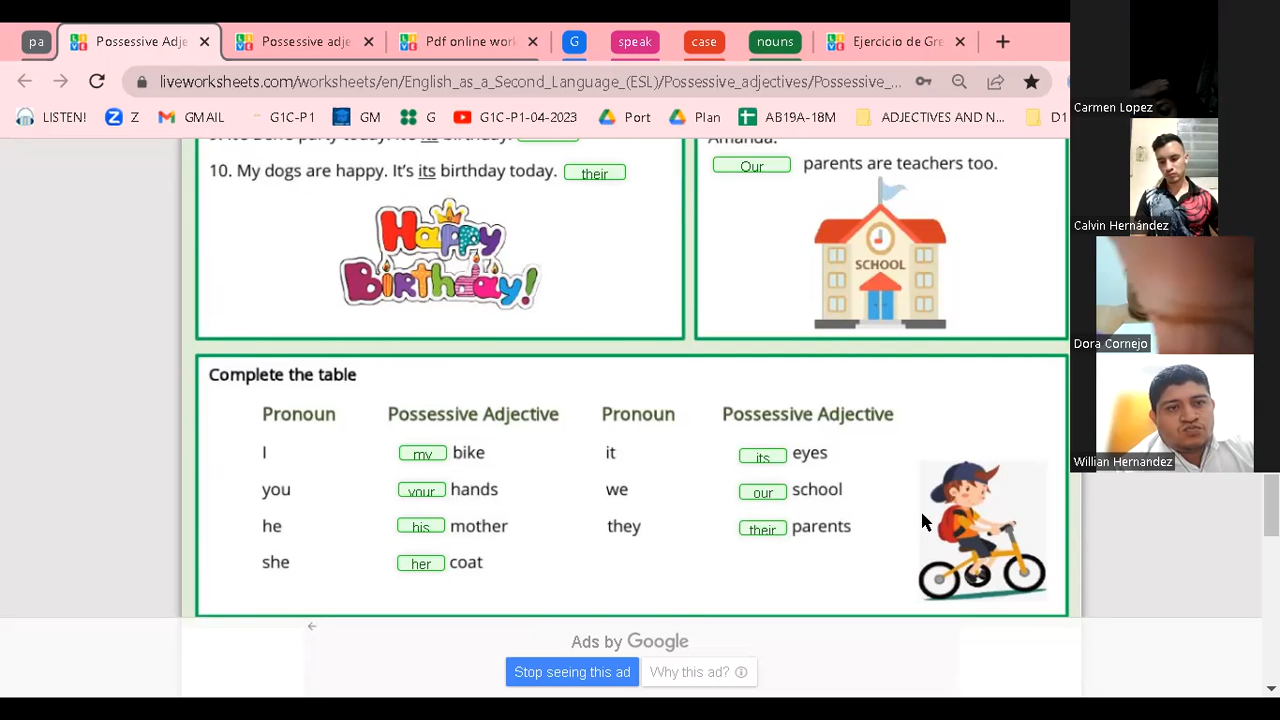 pa
Possessive Adje
Possessive adje
Pdf online wor
G
speak
case
nouns
Ejercicio de Gre
liveworksheets.com/worksheets/en/English_as_a_Second_Language_(ESL)/Possessive_adjectives/Possessive_...
LISTEN!
Z
GMAIL
G1C-P1
GM
G
G1C-P1-04-2023
Port
Plan
AB19A-18M
ADJECTIVES AND N...
D1
10. My dogs are happy. It's its birthday today. their
Happy
Birthday!
Amanda.
Our parents are teachers too.
SCHOOL
Complete the table
Pronoun Possessive Adjective Pronoun Possessive Adjective
I my bike it its eyes
you your hands we our school
he his mother they their parents
she her coat
Ads by Google
Stop seeing this ad
Why this ad?
Carmen Lopez
Calvin Hernández
Dora Cornejo
Willian Hernandez